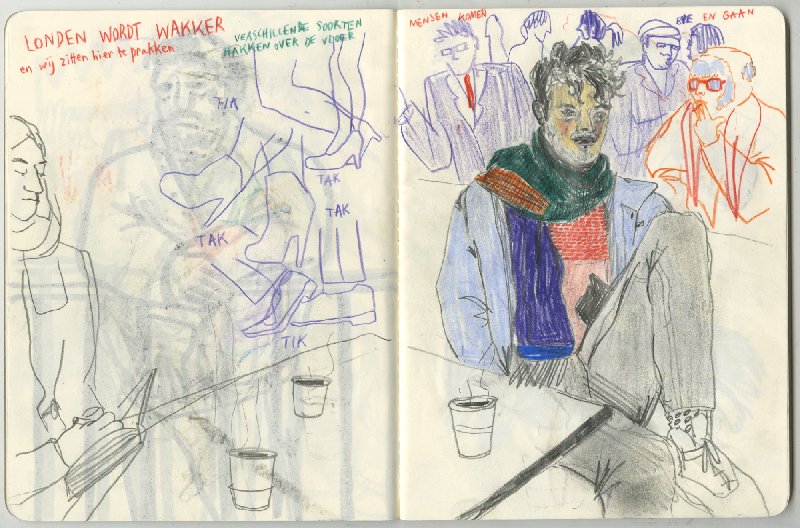 LONDEN WORDT WAKKER
en wij zitten hier te prakken
VERSCHILLENDE SOORTEN
HAKKEN OVER DE VLOER
TIK
TAK
TAK
TAK
TIK
MENSEN KOMEN
EN GAAN